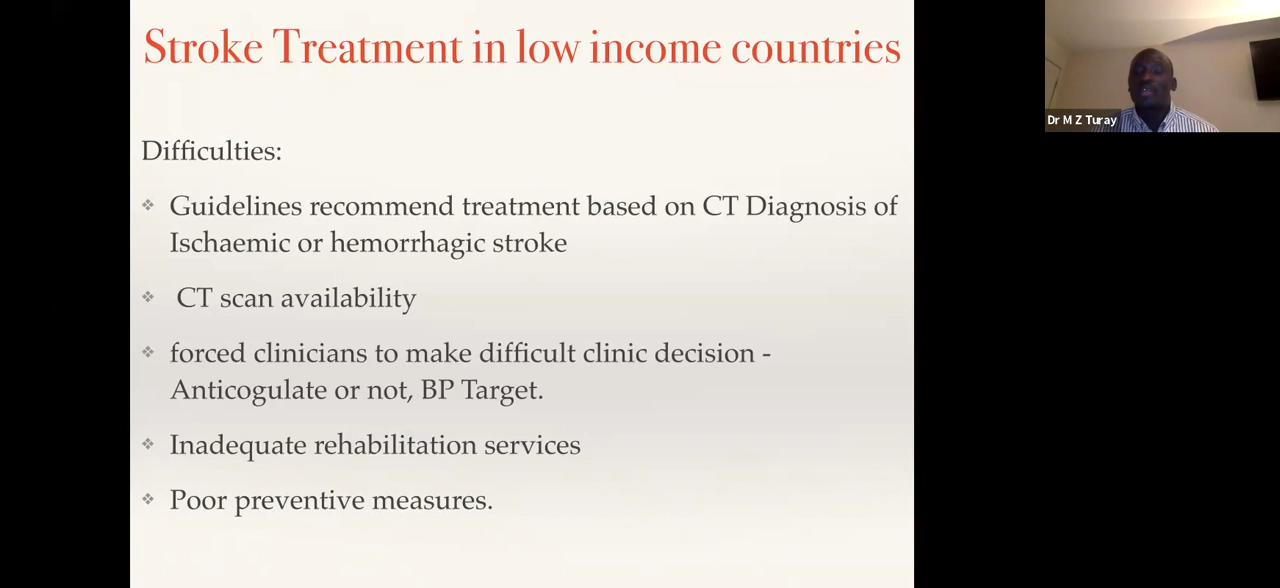 Stroke Treatment in low income countries
Dr M Z Turay
Difficulties:
❖ Guidelines recommend treatment based on CT Diagnosis of
Ischaemic or hemorrhagic stroke
❖ CT scan availability
❖ forced clinicians to make difficult clinic decision -
Anticogulate or not, BP Target.
❖ Inadequate rehabilitation services
❖ Poor preventive measures.